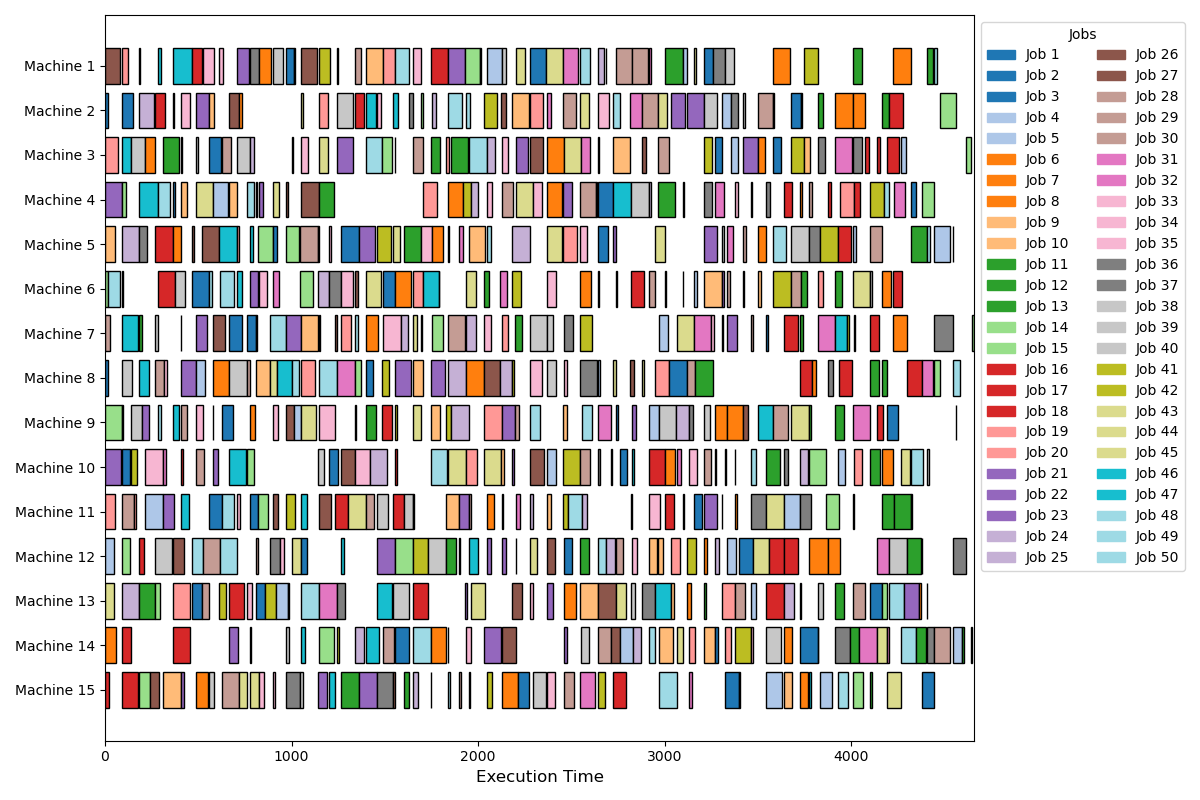 Machine 1
Machine 2
Machine 3
Machine 4
Machine 5
Machine 6
Machine 7
Machine 8
Machine 9
Machine 10
Machine 11
Machine 12
Machine 13
Machine 14
Machine 15
0 1000 2000 3000 4000
Execution Time
Jobs
Job 1 Job 26
Job 2 Job 27
Job 3 Job 28
Job 4 Job 29
Job 5 Job 30
Job 6 Job 31
Job 7 Job 32
Job 8 Job 33
Job 9 Job 34
Job 10 Job 35
Job 11 Job 36
Job 12 Job 37
Job 13 Job 38
Job 14 Job 39
Job 15 Job 40
Job 16 Job 41
Job 17 Job 42
Job 18 Job 43
Job 19 Job 44
Job 20 Job 45
Job 21 Job 46
Job 22 Job 47
Job 23 Job 48
Job 24 Job 49
Job 25 Job 50